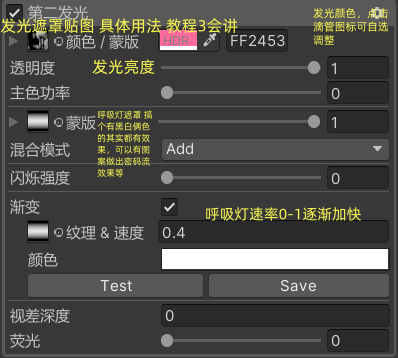 第二发光
发光遮罩贴图 具体用法 教程3会讲
发光颜色，点击
滴管图标可自选
调整
颜色 / 蒙版
HDR
FF2453
透明度
发光亮度
1
主色功率
0
蒙版
1
呼吸灯遮罩 搞
个有黑白俩色
的其实都有效
果，可以有图
案做出密码流
效果等
混合模式
Add
闪烁强度
0
渐变
呼吸灯速率0-1逐渐加快
纹理 & 速度
0.4
颜色
Test
Save
视差深度
0
荧光
0